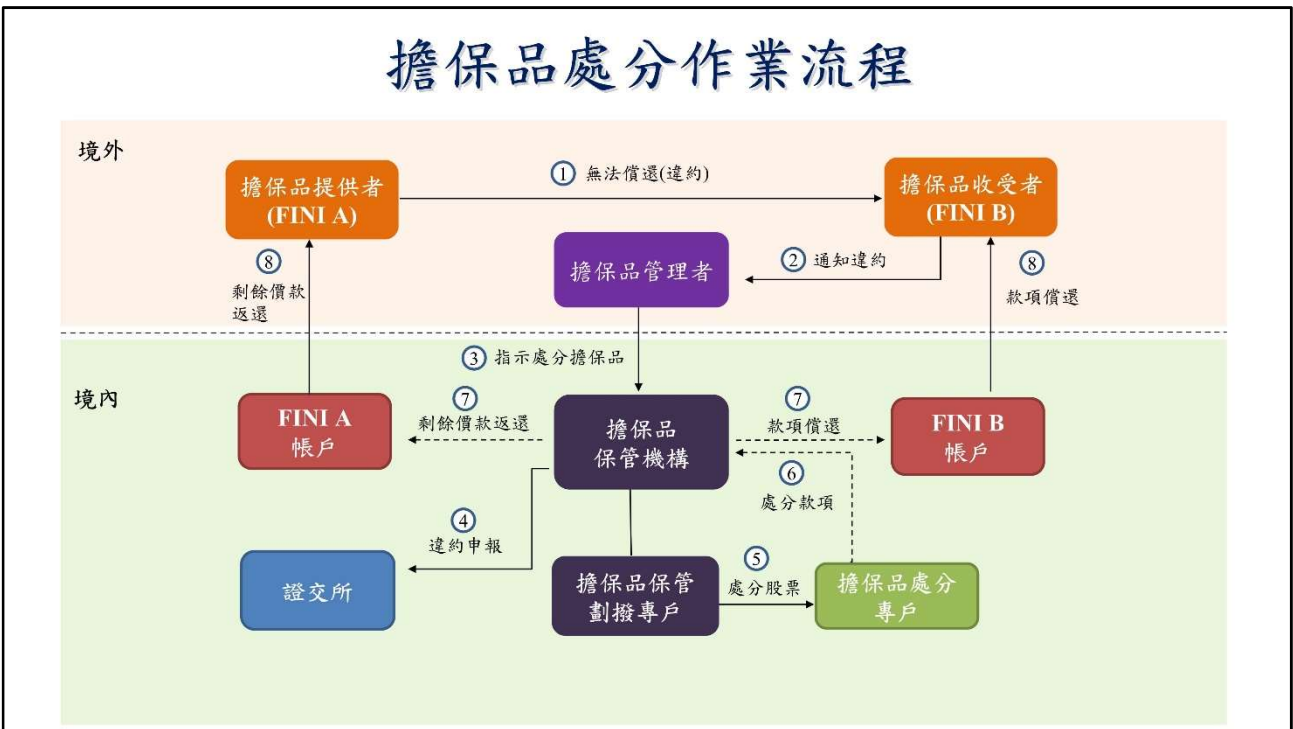 擔保品處分作業流程
境外
擔保品提供者
(FINI A)
① 無法償還(違約)
擔保品收受者
(FINI B)
擔保品管理者
② 通知違約
⑧
剩餘價款
返還
⑧
款項償還
③ 指示處分擔保品
境內
FINI A
帳戶
⑦
剩餘價款返還
擔保品
保管機構
⑦
款項償還
FINI B
帳戶
⑥
處分款項
④
違約申報
證交所
擔保品保管
劃撥專戶
⑤
處分股票
擔保品處分
專戶